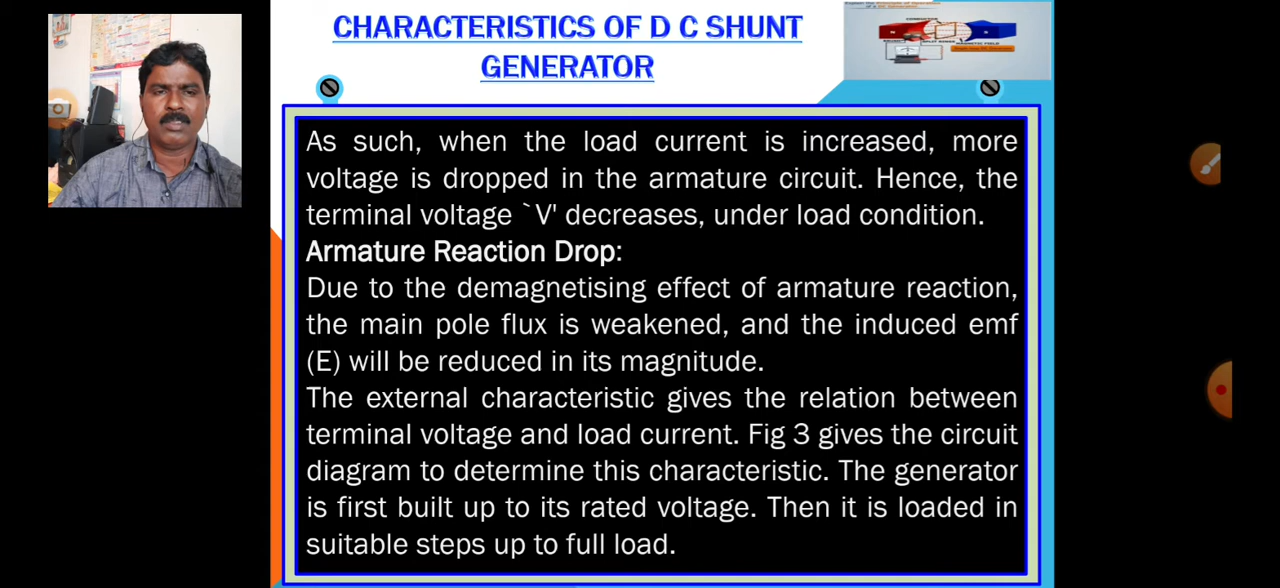 CHARACTERISTICS OF D C SHUNT
GENERATOR
As such, when the load current is increased, more
voltage is dropped in the armature circuit. Hence, the
terminal voltage `V' decreases, under load condition.
Armature Reaction Drop:
Due to the demagnetising effect of armature reaction,
the main pole flux is weakened, and the induced emf
(E) will be reduced in its magnitude.
The external characteristic gives the relation between
terminal voltage and load current. Fig 3 gives the circuit
diagram to determine this characteristic. The generator
is first built up to its rated voltage. Then it is loaded in
suitable steps up to full load.